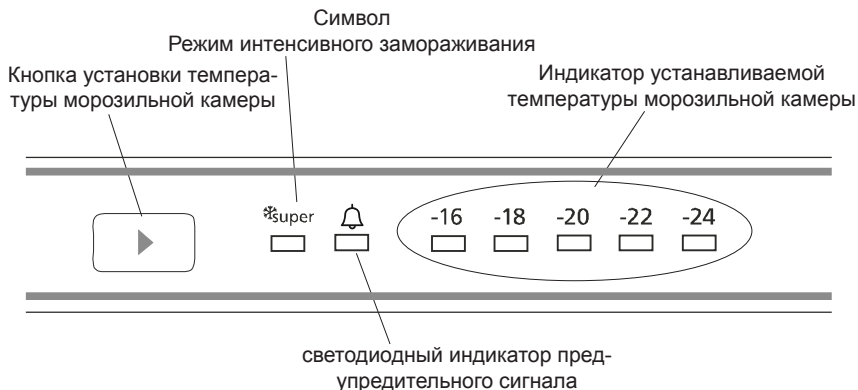 Символ
Режим интенсивного замораживания
Кнопка установки темпера-
туры морозильной камеры
Индикатор устанавливаемой
температуры морозильной камеры
super
-16 -18 -20 -22 -24
светодиодный индикатор пред-
упредительного сигнала